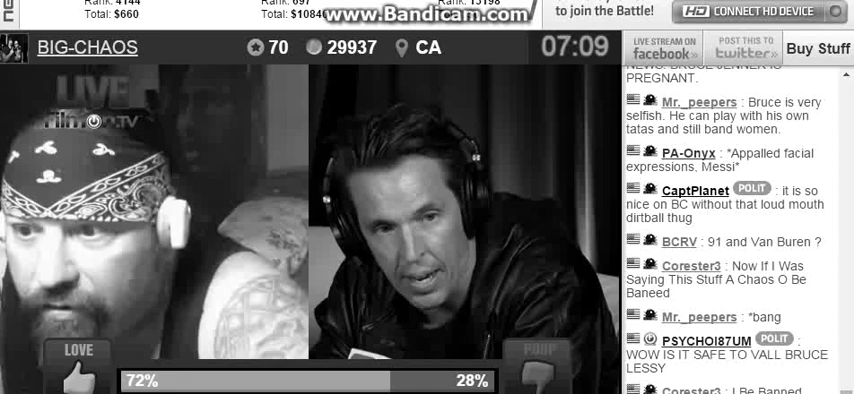 Rank: 4144
Rank: 697
Rank: 15198
Total: $660
Total: $1084
www.Bandicam.com
to join the Battle!
HD CONNECT HD DEVICE
BIG-CHAOS
70
29937
CA
07:09
LIVE STREAM ON
facebook»
POST THIS TO
twitter»
Buy Stuff
LIVE
FilmOn.TV
PREGNANT.
Mr._peepers : Bruce is very
selfish. He can play with his own
tatas and still band women.
PA-Onyx : *Appalled facial
expressions, Messi*
CaptPlanet POLIT : it is so
nice on BC without that loud mouth
dirtball thug
BCRV : 91 and Van Buren ?
Corester3 : Now If I Was
Saying This Stuff A Chaos O Be
Baneed
Mr._peepers : *bang
PSYCHOI87UM POLIT :
WOW IS IT SAFE TO VALL BRUCE
LESSY
Corester3 : I Be Banned
LOVE
POOP
72%
28%